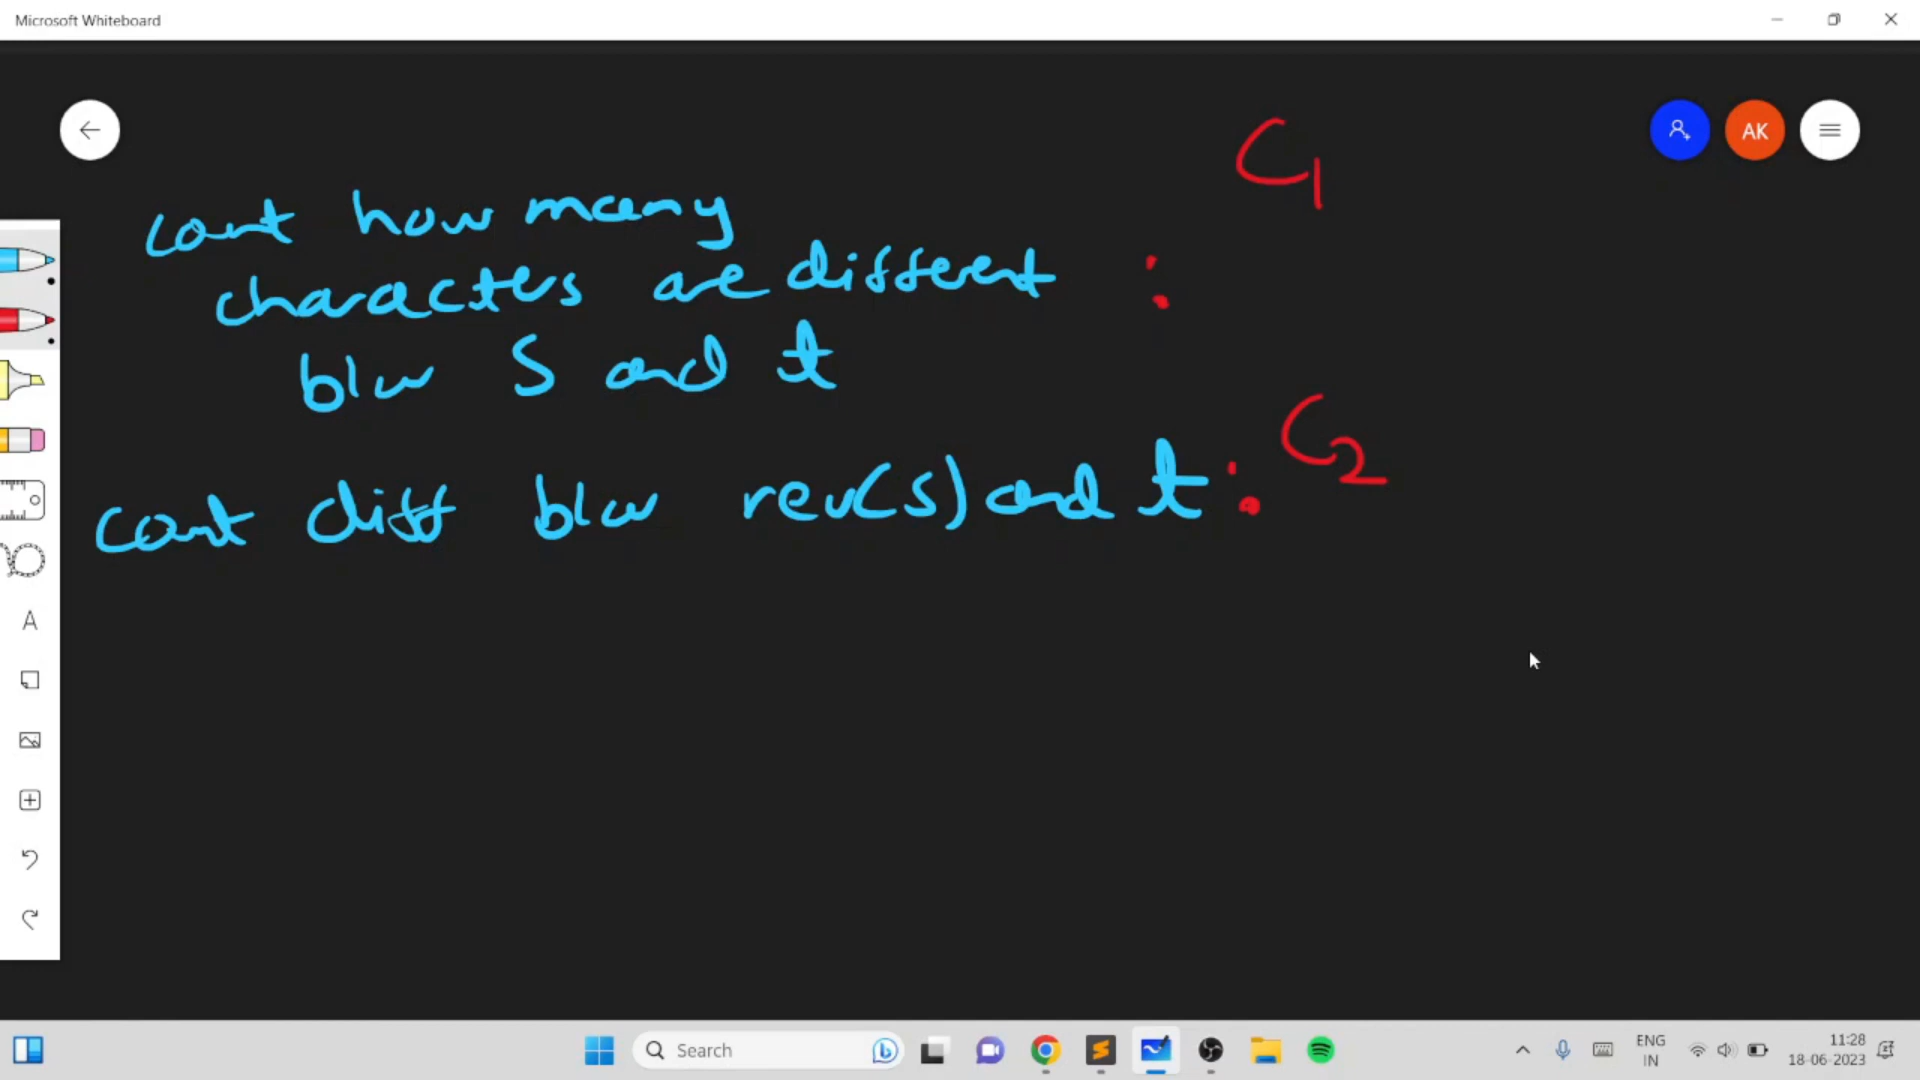 Microsoft Whiteboard
C1
AK
count how many
characters are different :
b/w S and t
C2
count diff b/w rev(s) and t :
A
Search
ENG
IN
11:28
18-06-2023